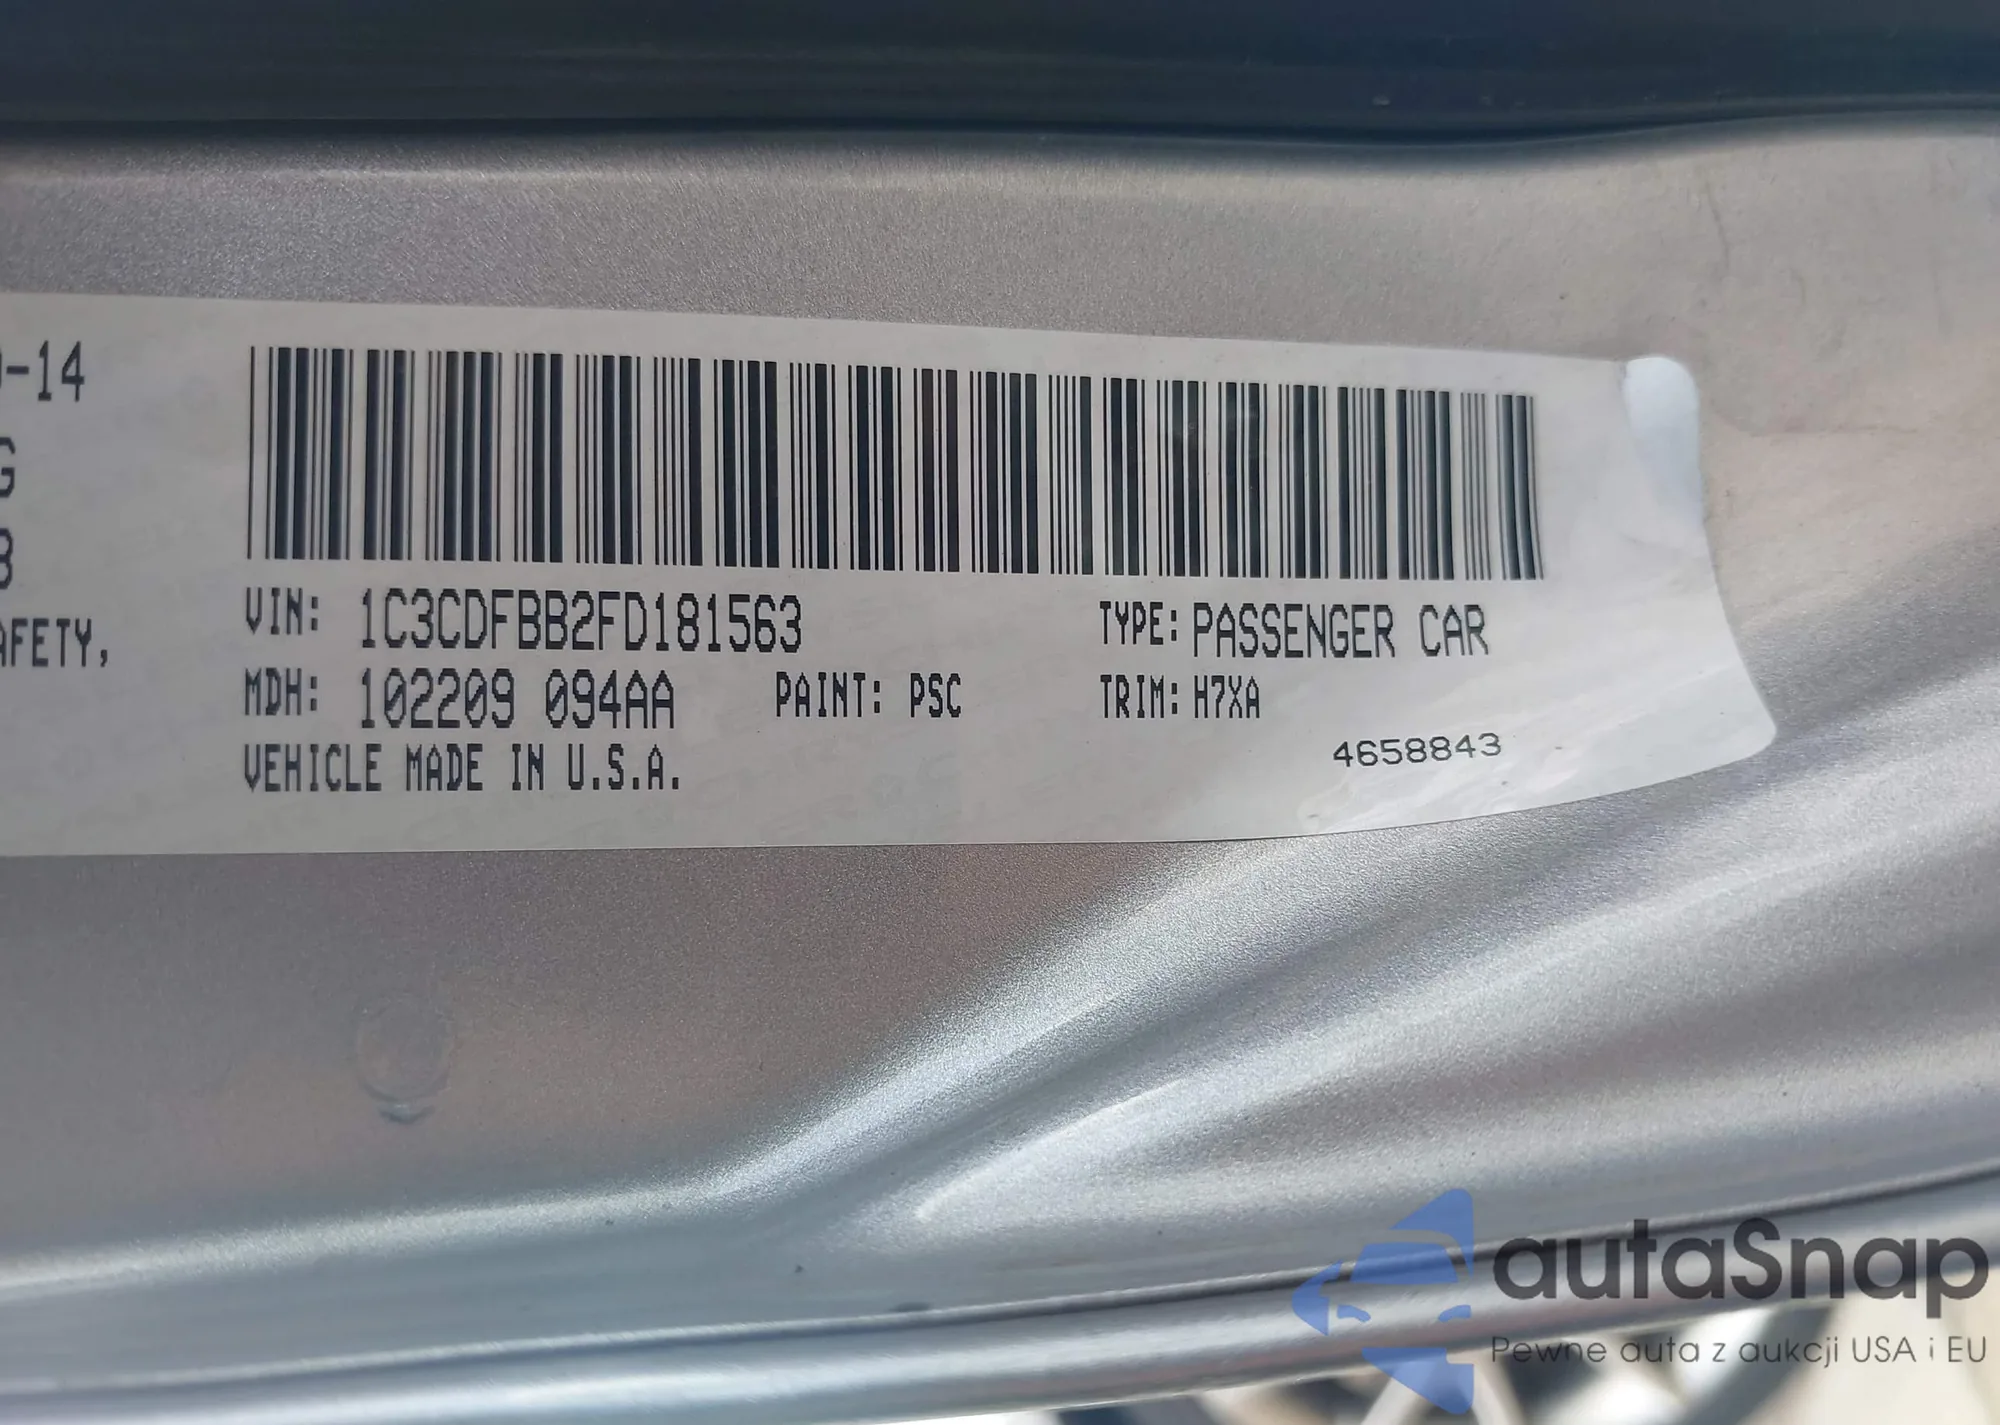 0-14
G
8
AFETY,
VIN: 1C3CDFBB2FD181563
TYPE: PASSENGER CAR
MDH: 102209 094AA
PAINT: PSC
TRIM: H7XA
VEHICLE MADE IN U.S.A.
4658843
autaSnap
Pewne auta z aukcji USA i EU